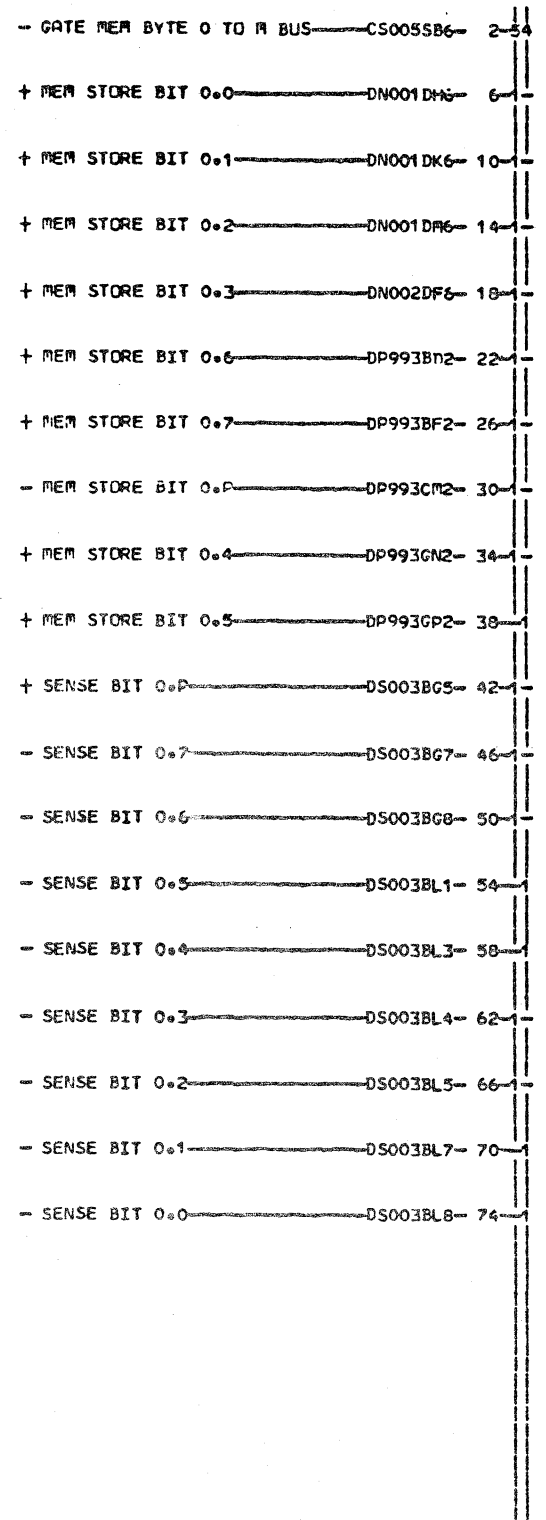 - GATE MEM BYTE 0 TO M BUS CS005SB6- 2-54
+ MEM STORE BIT 0.0 6-1-
+ MEM STORE BIT 0.1 DN001DK6- 10-1-
+ MEM STORE BIT 0.2 DN001DM6- 14-1-
+ MEM STORE BIT 0.3 DN002DF6- 18-1-
+ MEM STORE BIT 0.6 DP993BD2- 22-1-
+ MEM STORE BIT 0.7 DP993BF2- 26-1-
- MEM STORE BIT 0.P DP993CM2- 30-1-
+ MEM STORE BIT 0.4 DP993GN2- 34-1-
+ MEM STORE BIT 0.5 DP993GP2- 38-1
+ SENSE BIT 0.P DS003BG5- 42-1-
- SENSE BIT 0.7 DS003BG7- 46-1-
- SENSE BIT 0.6 DS003BG8- 50-1-
- SENSE BIT 0.5 DS003BL1- 54-1
- SENSE BIT 0.4 DS003BL3- 58-1
- SENSE BIT 0.3 DS003BL4- 62-1-
- SENSE BIT 0.2 DS003BL5- 66-1-
- SENSE BIT 0.1 DS003BL7- 70-1
- SENSE BIT 0.0 DS003BL8- 74-1